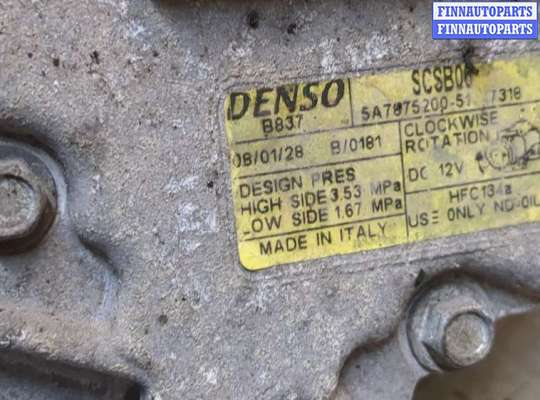 FINNAUTOPARTS
FINNAUTOPARTS
DENSO
SCSB06
B837
5A7875200-51 7318
08/01/28 B/0181
CLOCKWISE
ROTATION
DC 12V
DESIGN PRES
HIGH SIDE 3.53 MPa
LOW SIDE 1.67 MPa
HFC134a
USE ONLY ND-OIL
MADE IN ITALY